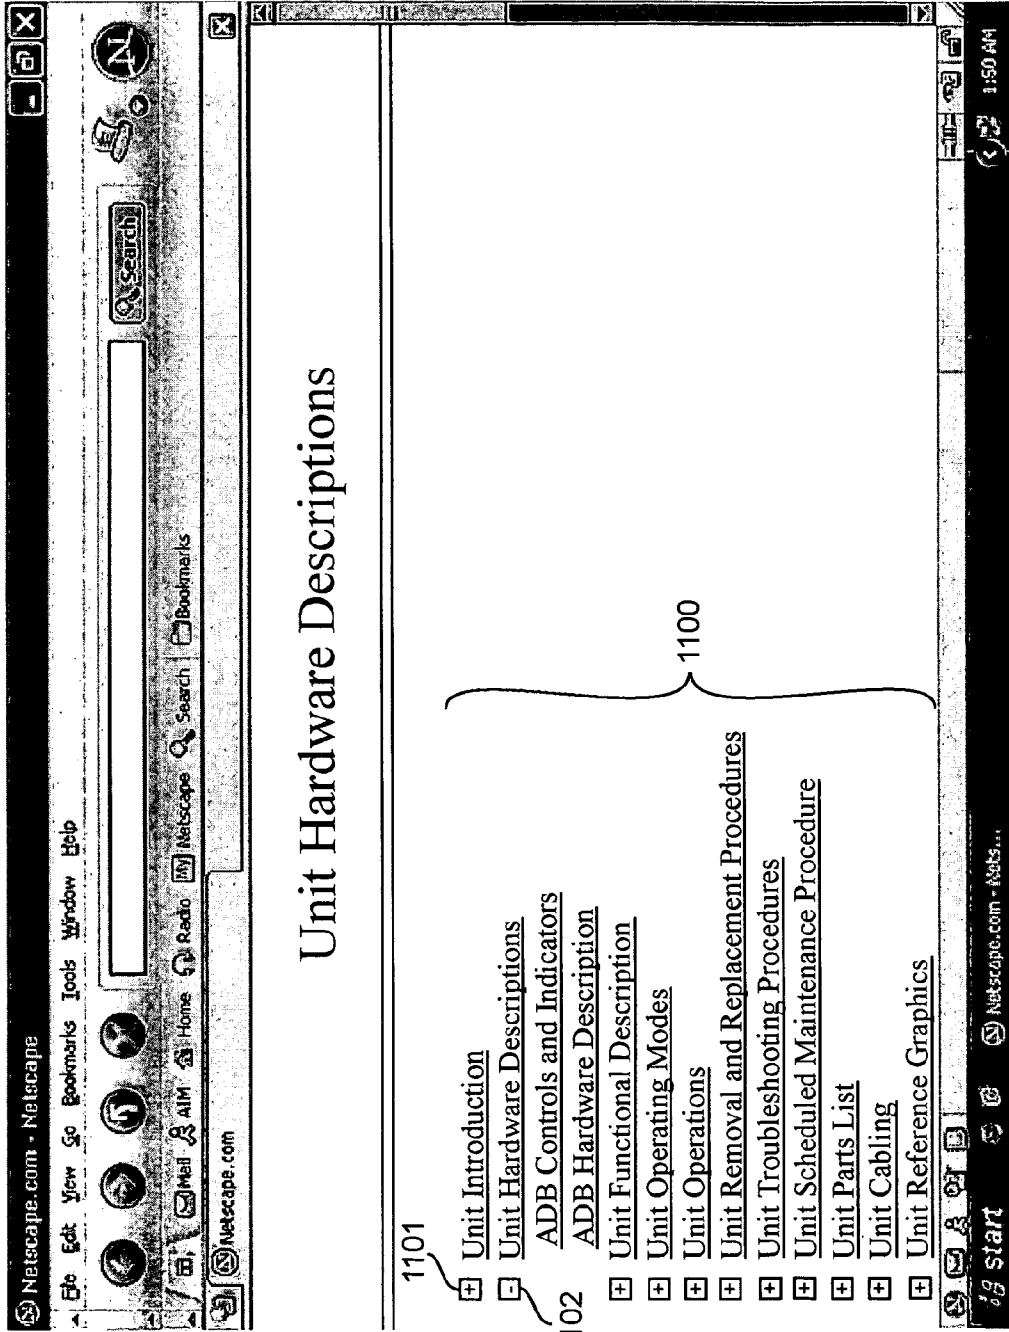 Netscape.com - Netscape
File Edit View Go Bookmarks Tools Window Help
Search
Mail AIM Home Radio My Netscape Search Bookmarks
Netscape.com
Unit Hardware Descriptions
1101
Unit Introduction
Unit Hardware Descriptions
ADB Controls and Indicators
ADB Hardware Description
Unit Functional Description
Unit Operating Modes
Unit Operations
Unit Removal and Replacement Procedures
Unit Troubleshooting Procedures
Unit Scheduled Maintenance Procedure
Unit Parts List
Unit Cabling
Unit Reference Graphics
1100
start Netscape.com - Nets... 1:50 AM